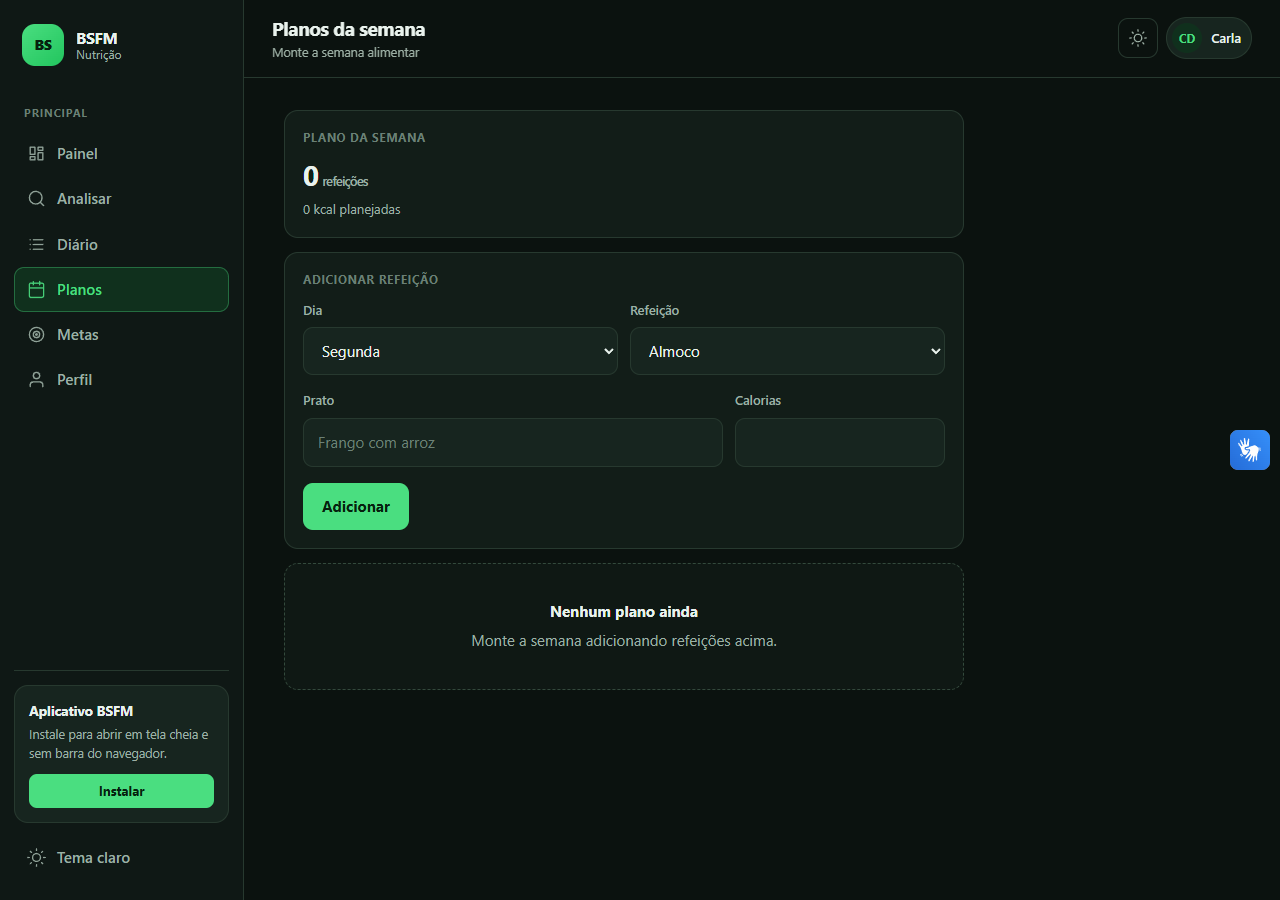 BS
BSFM
Nutrição
PRINCIPAL
Painel
Analisar
Diário
Planos
Metas
Perfil
Aplicativo BSFM
Instale para abrir em tela cheia e
sem barra do navegador.
Instalar
Tema claro
Planos da semana
Monte a semana alimentar
CD Carla
PLANO DA SEMANA
0 refeições
0 kcal planejadas
ADICIONAR REFEIÇÃO
Dia Refeição
Segunda Almoco
Prato Calorias
Frango com arroz
Adicionar
Nenhum plano ainda
Monte a semana adicionando refeições acima.